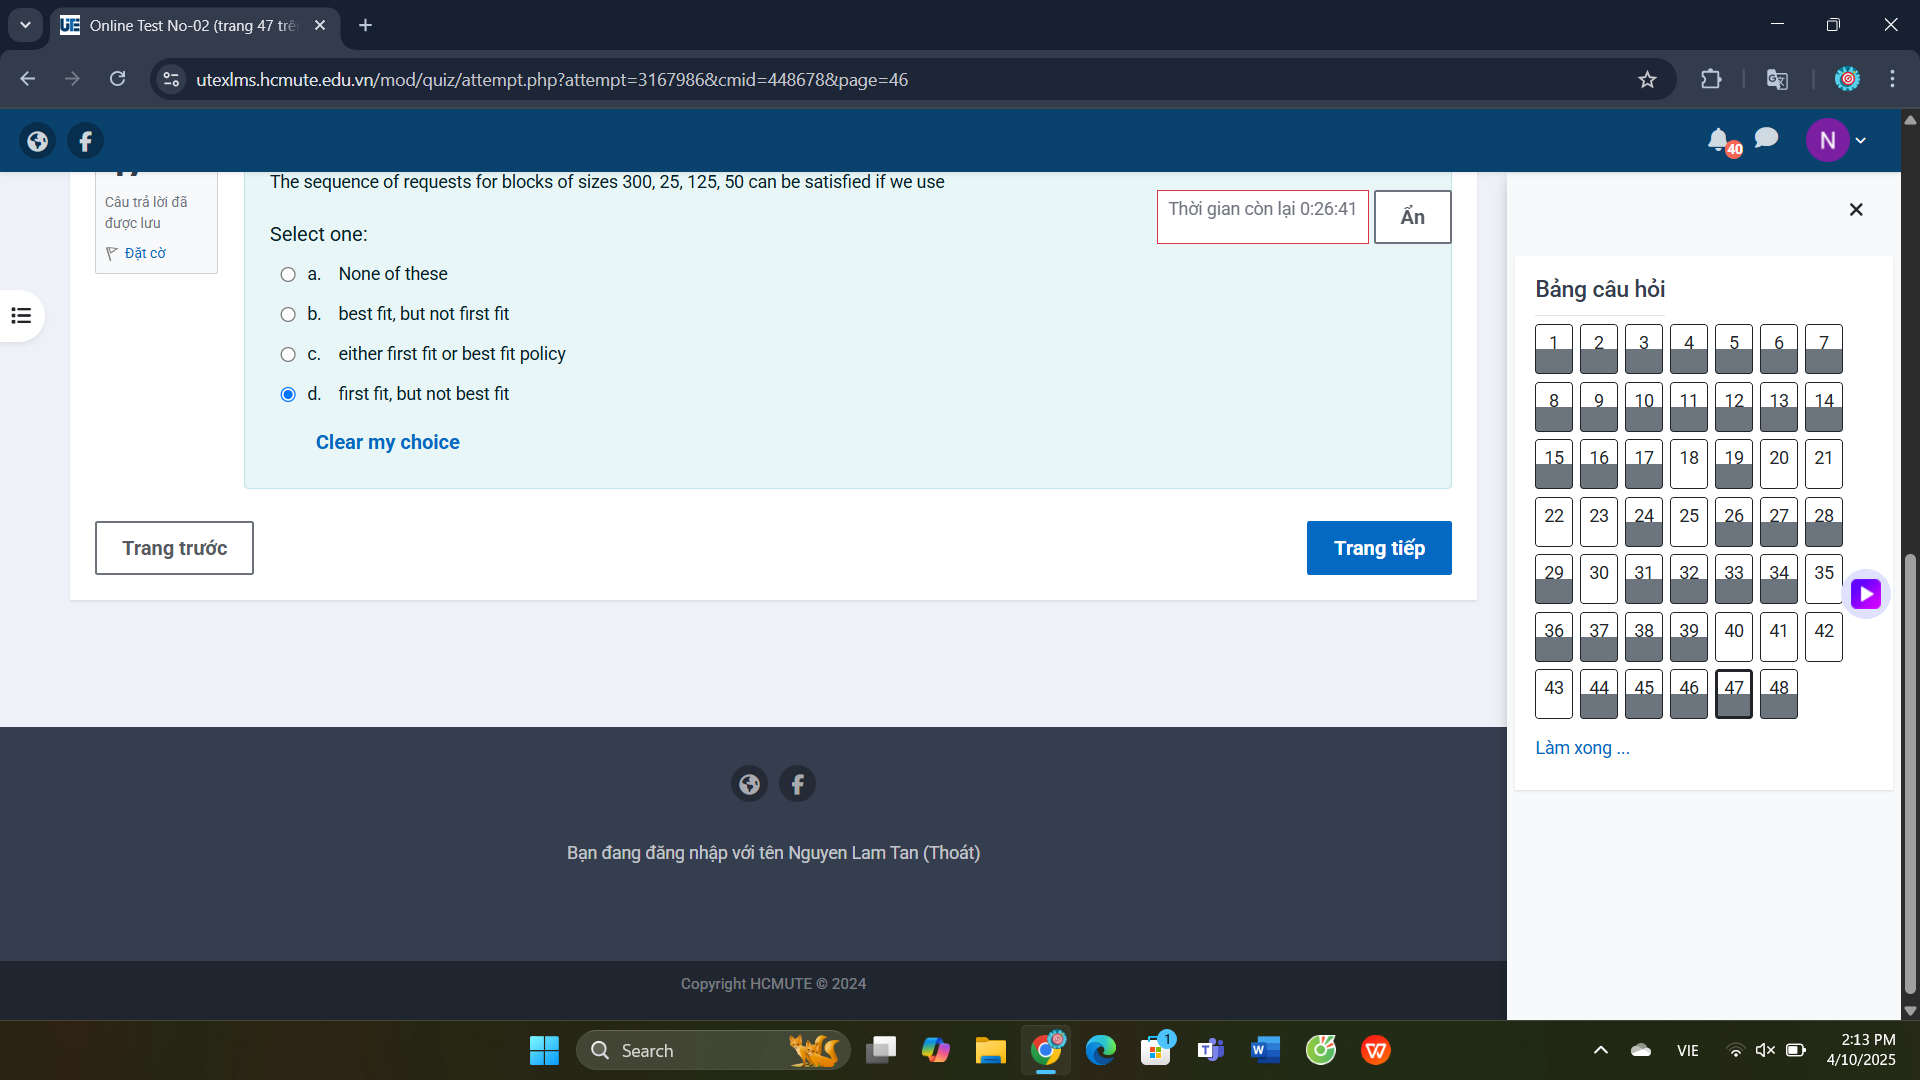 Online Test No-02 (trang 47 trê
utexlms.hcmute.edu.vn/mod/quiz/attempt.php?attempt=3167986&cmid=448678&page=46
40
N
Câu trả lời đã
được lưu
Đặt cờ
The sequence of requests for blocks of sizes 300, 25, 125, 50 can be satisfied if we use
Thời gian còn lại 0:26:41
Ẩn
Select one:
a. None of these
b. best fit, but not first fit
c. either first fit or best fit policy
d. first fit, but not best fit
Clear my choice
Trang trước
Trang tiếp
Bảng câu hỏi
1 2 3 4 5 6 7
8 9 10 11 12 13 14
15 16 17 18 19 20 21
22 23 24 25 26 27 28
29 30 31 32 33 34 35
36 37 38 39 40 41 42
43 44 45 46 47 48
Làm xong ...
Bạn đang đăng nhập với tên Nguyen Lam Tan (Thoát)
Copyright HCMUTE © 2024
Search
1
VIE
2:13 PM
4/10/2025